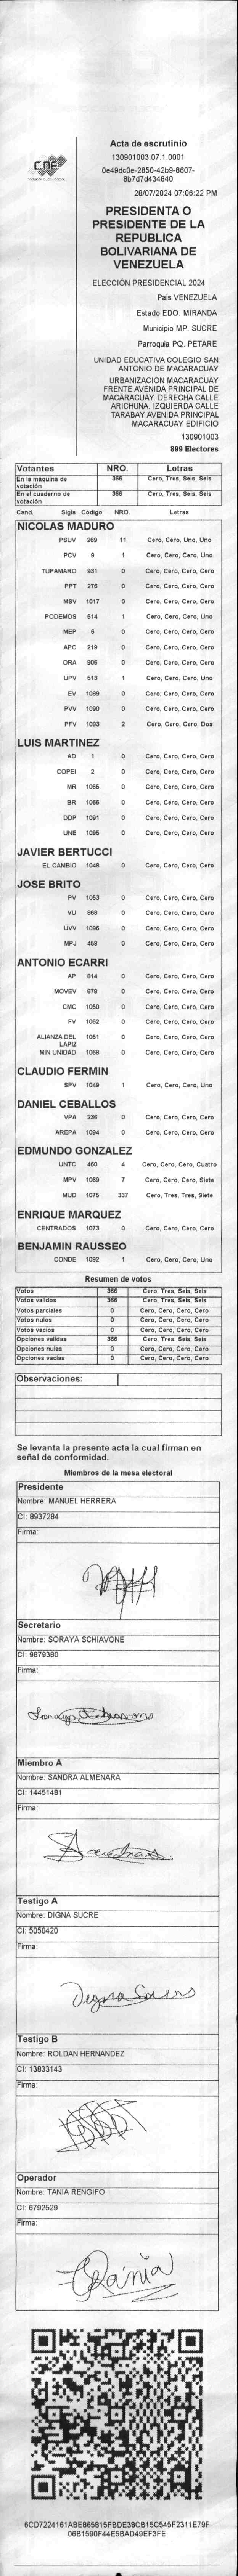 CNE
Acta de escrutinio
130901003.07.1.0001
0e49dc0e-2850-42b9-8607-
8b7d7d434840
28/07/2024 07:06:22 PM
PRESIDENTA O
PRESIDENTE DE LA
REPUBLICA
BOLIVARIANA DE
VENEZUELA
ELECCIÓN PRESIDENCIAL 2024
Pais VENEZUELA
Estado EDO. MIRANDA
Municipio MP. SUCRE
Parroquia PQ. PETARE
UNIDAD EDUCATIVA COLEGIO SAN
ANTONIO DE MACARACUAY
URBANIZACION MACARACUAY
FRENTE AVENIDA PRINCIPAL DE
MACARACUAY. DERECHA CALLE
ARICHUNA. IZQUIERDA CALLE
TARABAY AVENIDA PRINCIPAL
MACARACUAY EDIFICIO
130901003
899 Electores
Votantes NRO. Letras
En la máquina de votación 366 Cero, Tres, Seis, Seis
En el cuaderno de votación 366 Cero, Tres, Seis, Seis
Cand. Sigla Código NRO. Letras
NICOLAS MADURO
PSUV 269 11 Cero, Cero, Uno, Uno
PCV 9 1 Cero, Cero, Cero, Uno
TUPAMARO 931 0 Cero, Cero, Cero, Cero
PPT 276 0 Cero, Cero, Cero, Cero
MSV 1017 0 Cero, Cero, Cero, Cero
PODEMOS 514 1 Cero, Cero, Cero, Uno
MEP 6 0 Cero, Cero, Cero, Cero
APC 219 0 Cero, Cero, Cero, Cero
ORA 906 0 Cero, Cero, Cero, Cero
UPV 513 1 Cero, Cero, Cero, Uno
EV 1089 0 Cero, Cero, Cero, Cero
PVV 1090 0 Cero, Cero, Cero, Cero
PFV 1093 2 Cero, Cero, Cero, Dos
LUIS MARTINEZ
AD 1 0 Cero, Cero, Cero, Cero
COPEI 2 0 Cero, Cero, Cero, Cero
MR 1065 0 Cero, Cero, Cero, Cero
BR 1066 0 Cero, Cero, Cero, Cero
DDP 1091 0 Cero, Cero, Cero, Cero
UNE 1095 0 Cero, Cero, Cero, Cero
JAVIER BERTUCCI
EL CAMBIO 1048 0 Cero, Cero, Cero, Cero
JOSE BRITO
PV 1053 0 Cero, Cero, Cero, Cero
VU 868 0 Cero, Cero, Cero, Cero
UVV 1096 0 Cero, Cero, Cero, Cero
MPJ 458 0 Cero, Cero, Cero, Cero
ANTONIO ECARRI
AP 814 0 Cero, Cero, Cero, Cero
MOVEV 878 0 Cero, Cero, Cero, Cero
CMC 1050 0 Cero, Cero, Cero, Cero
FV 1062 0 Cero, Cero, Cero, Cero
ALIANZA DEL LAPIZ 1051 0 Cero, Cero, Cero, Cero
MIN UNIDAD 1068 0 Cero, Cero, Cero, Cero
CLAUDIO FERMIN
SPV 1049 1 Cero, Cero, Cero, Uno
DANIEL CEBALLOS
VPA 236 0 Cero, Cero, Cero, Cero
AREPA 1094 0 Cero, Cero, Cero, Cero
EDMUNDO GONZALEZ
UNTC 460 4 Cero, Cero, Cero, Cuatro
MPV 1069 7 Cero, Cero, Cero, Siete
MUD 1075 337 Cero, Tres, Tres, Siete
ENRIQUE MARQUEZ
CENTRADOS 1073 0 Cero, Cero, Cero, Cero
BENJAMIN RAUSSEO
CONDE 1092 1 Cero, Cero, Cero, Uno
Resumen de votos
Votos 366 Cero, Tres, Seis, Seis
Votos validos 366 Cero, Tres, Seis, Seis
Votos parciales 0 Cero, Cero, Cero, Cero
Votos nulos 0 Cero, Cero, Cero, Cero
Votos vacios 0 Cero, Cero, Cero, Cero
Opciones validas 366 Cero, Tres, Seis, Seis
Opciones nulas 0 Cero, Cero, Cero, Cero
Opciones vacias 0 Cero, Cero, Cero, Cero
Observaciones:
Se levanta la presente acta la cual firman en
señal de conformidad.
Miembros de la mesa electoral
Presidente
Nombre: MANUEL HERRERA
CI: 8937284
Firma:
Secretario
Nombre: SORAYA SCHIAVONE
CI: 9879380
Firma:
Miembro A
Nombre: SANDRA ALMENARA
CI: 14451481
Firma:
Testigo A
Nombre: DIGNA SUCRE
CI: 5050420
Firma:
Digna Sucre
Testigo B
Nombre: ROLDAN HERNANDEZ
CI: 13833143
Firma:
Operador
Nombre: TANIA RENGIFO
CI: 6792529
Firma:
Tania
6CD7224161ABE865815FBDE38CB15C545F2311E79F
06B1590F44E5BAD49EF3FE